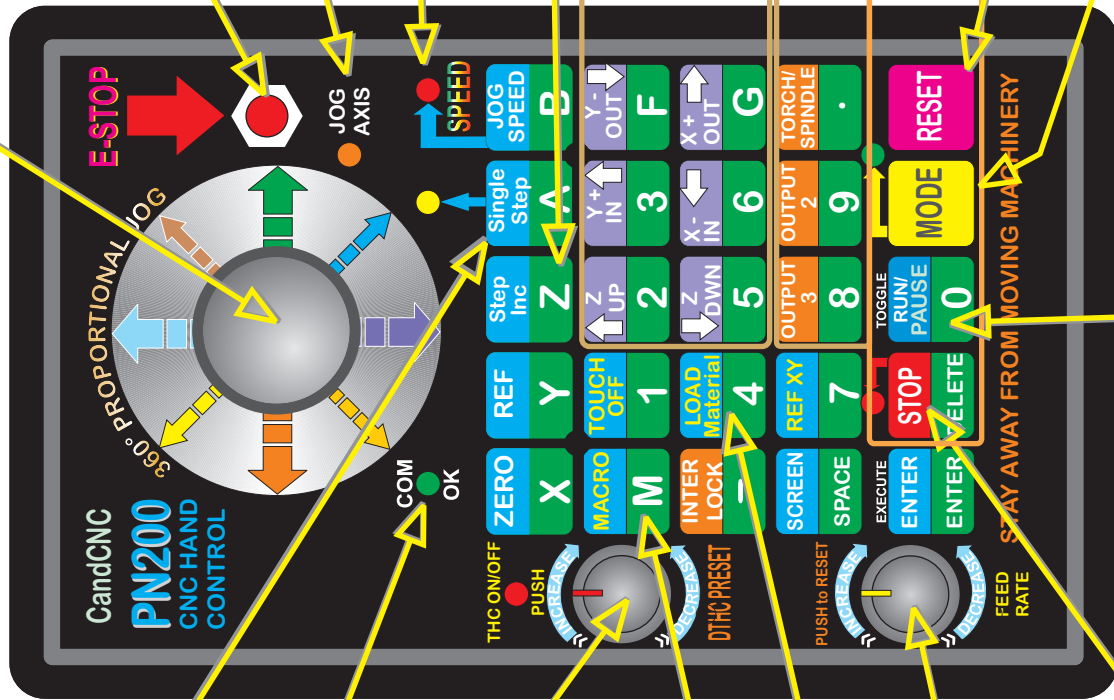 CandCNC
PN200
CNC HAND
CONTROL
360° PROPORTIONAL JOG
E-STOP
JOG
AXIS
COM
OK
SPEED
THC ON/OFF
PUSH
INCREASE
DECREASE
DTHC PRESET
PUSH to RESET
INCREASE
DECREASE
FEED
RATE
ZERO
X
REF
Y
Step
Inc
Z
Single
Step
A
JOG
SPEED
B
MACRO
M
TOUCH
OFF
1
Z
UP
2
Y+
IN
3
Y-
OUT
F
INTER
LOCK
LOAD
Material
4
Z
DWN
5
X-
IN
6
X+
OUT
G
SCREEN
SPACE
REF XY
7
OUTPUT
3
8
OUTPUT
2
9
TORCH/
SPINDLE
.
EXECUTE
ENTER
ENTER
STOP
DELETE
TOGGLE
RUN/
PAUSE
0
MODE
RESET
STAY AWAY FROM MOVING MACHINERY